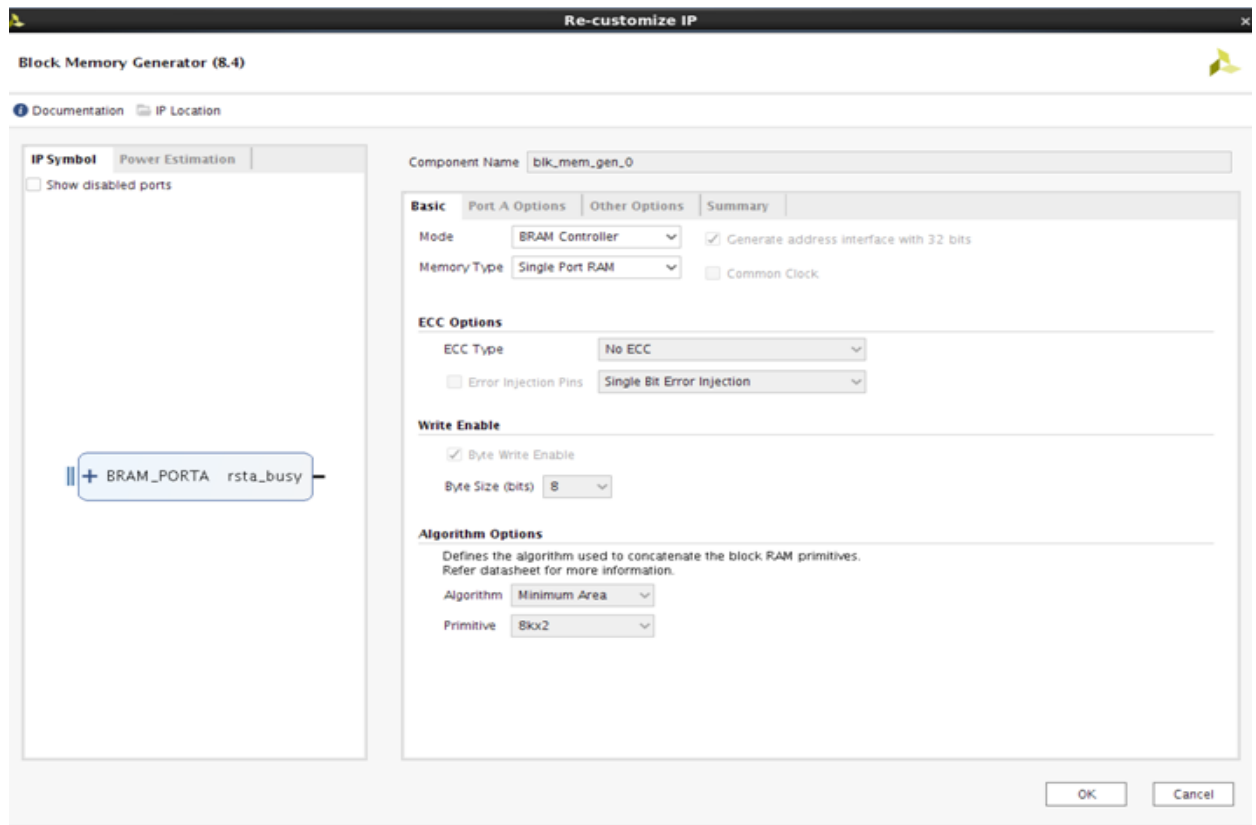 Re-customize IP
Block Memory Generator (8.4)
Documentation IP Location
IP Symbol Power Estimation
Show disabled ports
BRAM_PORTA rsta_busy
Component Name blk_mem_gen_0
Basic Port A Options Other Options Summary
Mode BRAM Controller Generate address interface with 32 bits
Memory Type Single Port RAM Common Clock
ECC Options
ECC Type No ECC
Error Injection Pins Single Bit Error Injection
Write Enable
Byte Write Enable
Byte Size (bits) 8
Algorithm Options
Defines the algorithm used to concatenate the block RAM primitives.
Refer datasheet for more information.
Algorithm Minimum Area
Primitive 8kx2
OK Cancel